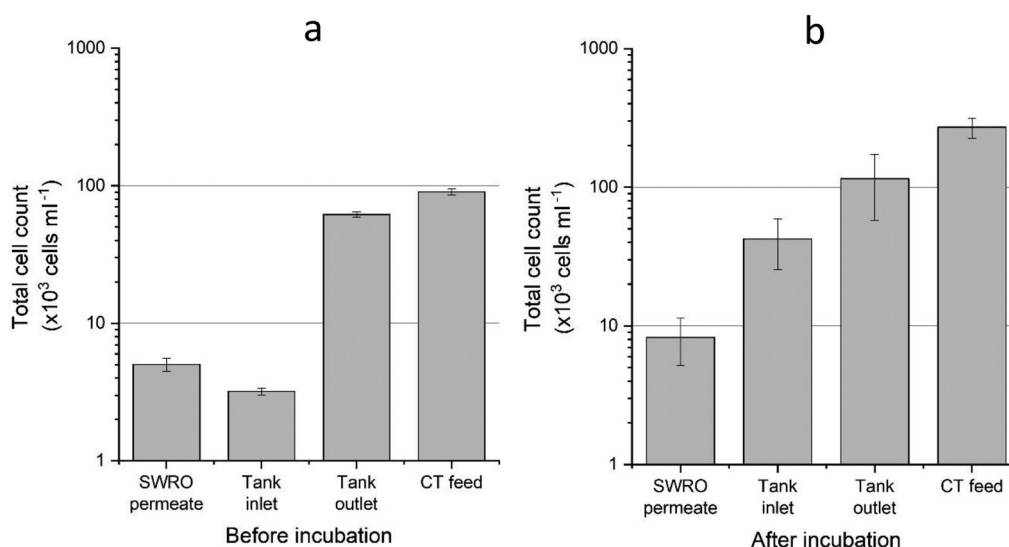 a
1000
100
10
1
Total cell count
(x10³ cells ml⁻¹)
SWRO
permeate
Tank
inlet
Tank
outlet
CT feed
Before incubation
b
1000
100
10
1
Total cell count
(x10³ cells ml⁻¹)
SWRO
permeate
Tank
inlet
Tank
outlet
CT feed
After incubation